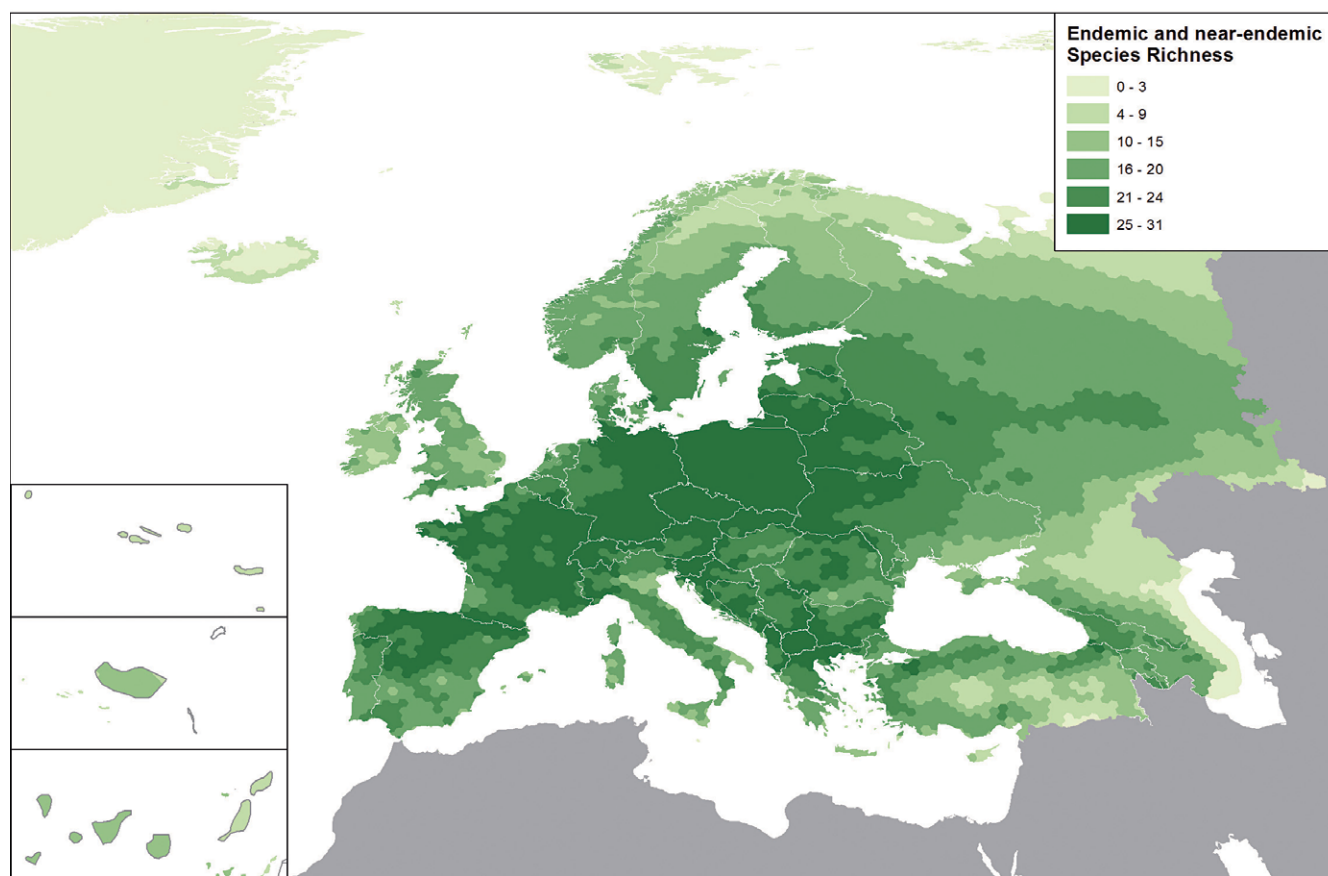 Endemic and near-endemic
Species Richness
0 - 3
4 - 9
10 - 15
16 - 20
21 - 24
25 - 31